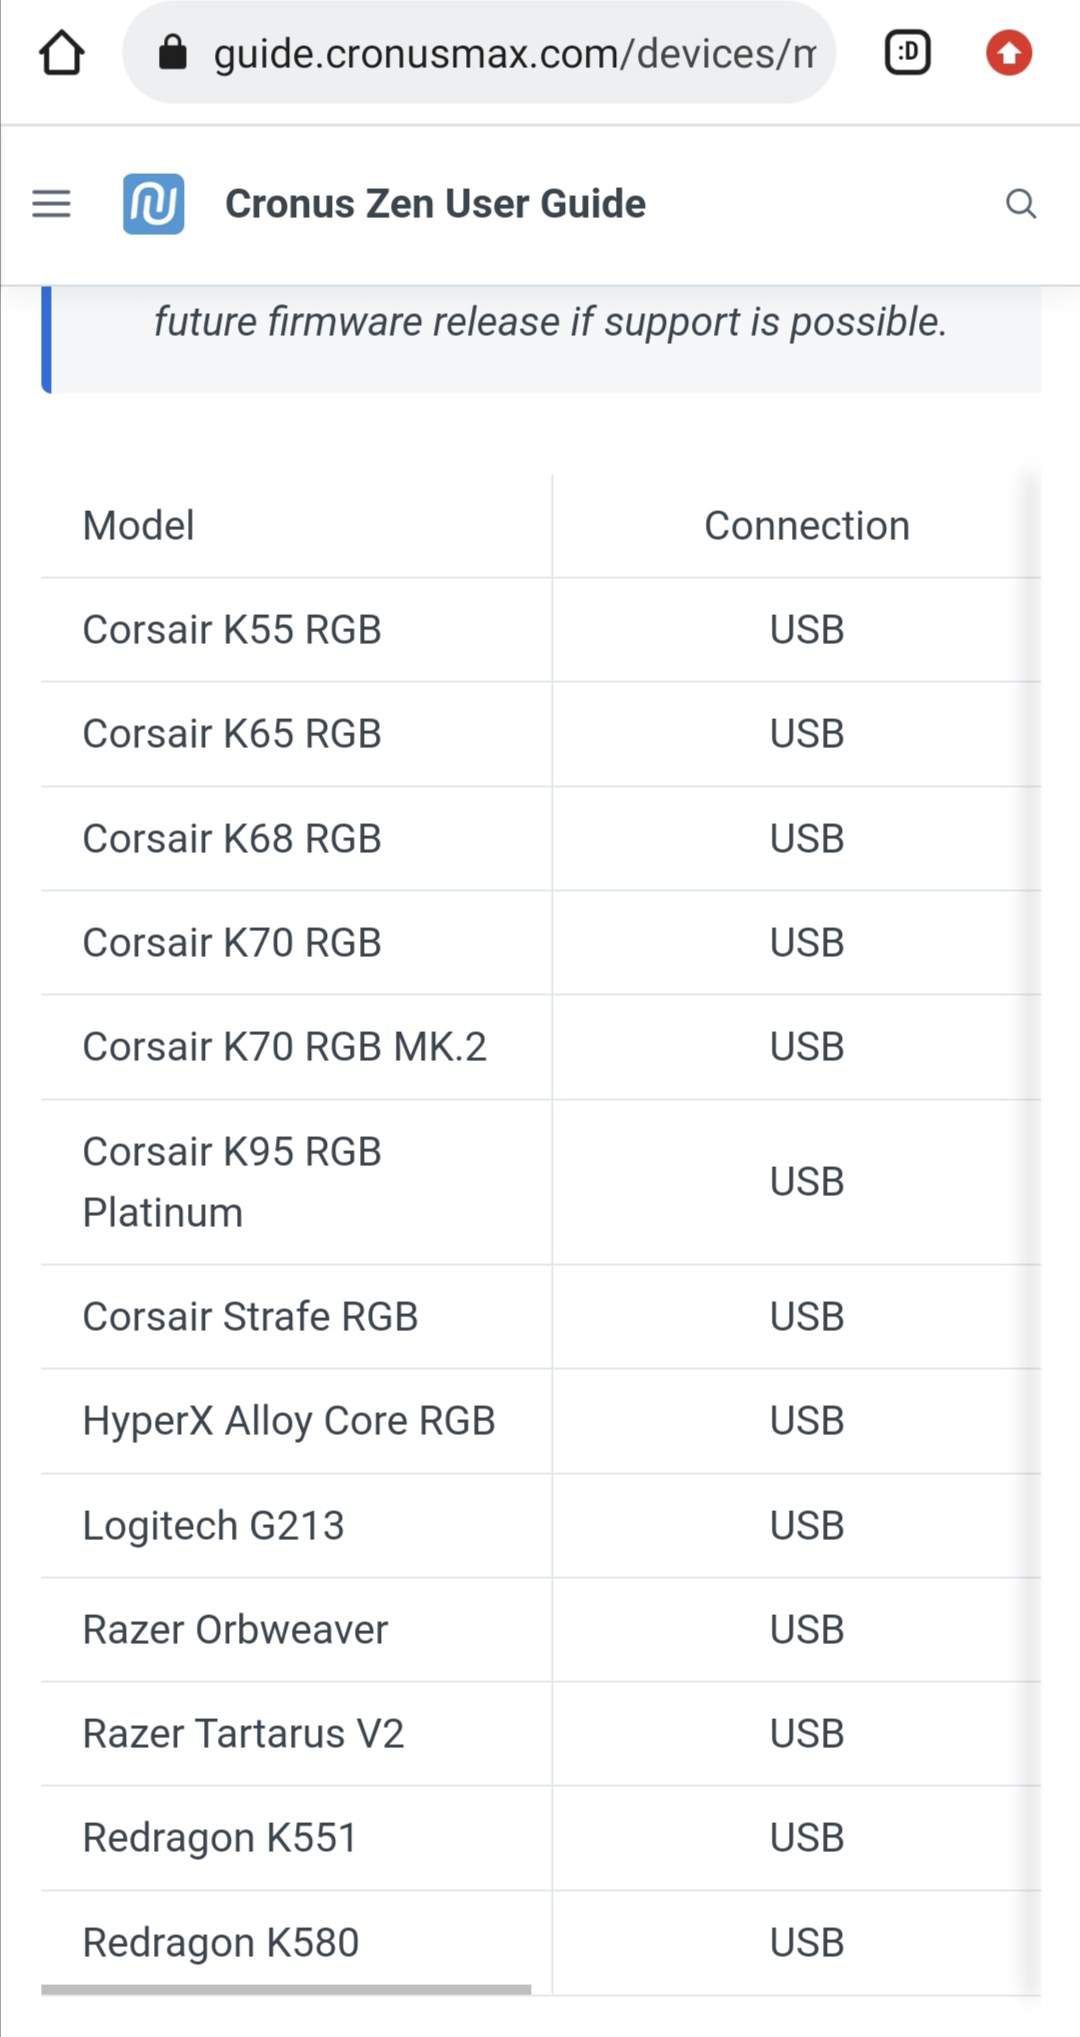 guide.cronusmax.com/devices/m
:D
Cronus Zen User Guide
future firmware release if support is possible.
Model Connection
Corsair K55 RGB USB
Corsair K65 RGB USB
Corsair K68 RGB USB
Corsair K70 RGB USB
Corsair K70 RGB MK.2 USB
Corsair K95 RGB
Platinum USB
Corsair Strafe RGB USB
HyperX Alloy Core RGB USB
Logitech G213 USB
Razer Orbweaver USB
Razer Tartarus V2 USB
Redragon K551 USB
Redragon K580 USB